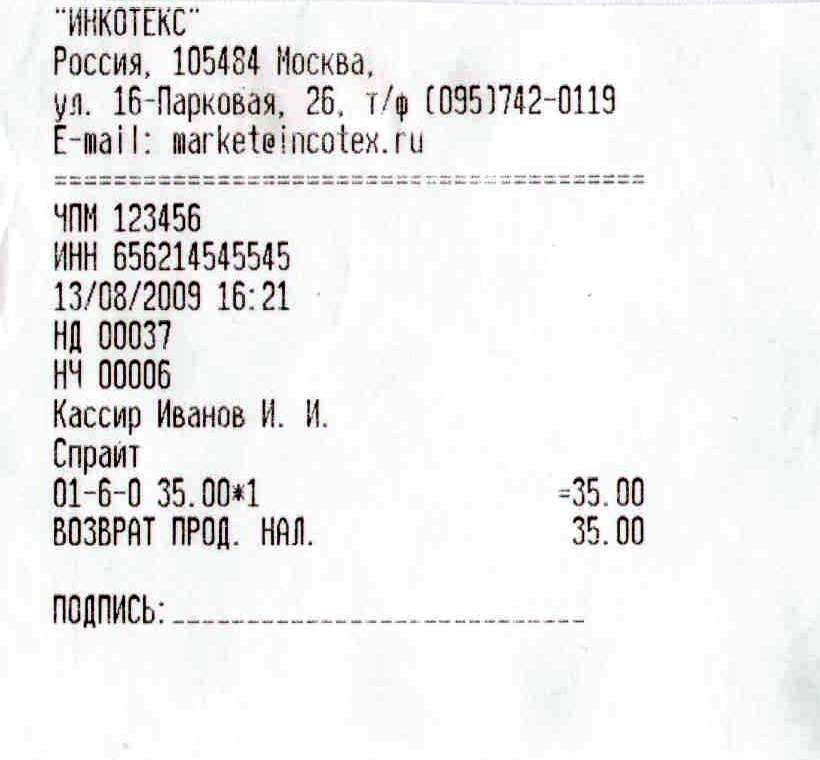 "ИНКОТЕКС"
Россия, 105484 Москва,
ул. 16-Парковая, 26, т/ф (095)742-0119
E-mail: market@incotex.ru
========================================
ЧПМ 123456
ИНН 656214545545
13/08/2009 16:21
НД 00037
НЧ 00006
Кассир Иванов И. И.
Спрайт
01-6-0 35.00*1 =35.00
ВОЗВРАТ ПРОД. НАЛ. 35.00
ПОДПИСЬ:____________________________